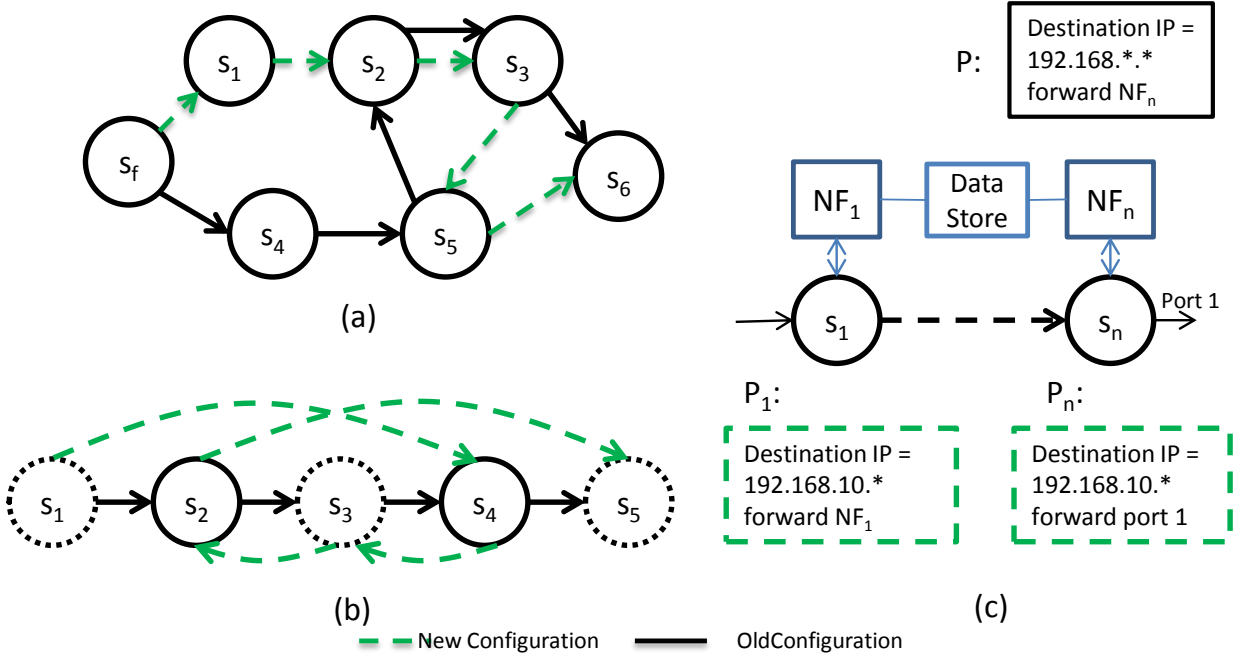 s1
s2
s3
sf
s6
s4
s5
(a)
s1
s2
s3
s4
s5
(b)
P:
Destination IP =
192.168.*.*
forward NFn
NF1
Data
Store
NFn
s1
sn
Port 1
P1:
Pn:
Destination IP =
192.168.10.*
forward NF1
Destination IP =
192.168.10.*
forward port 1
(c)
New Configuration
OldConfiguration